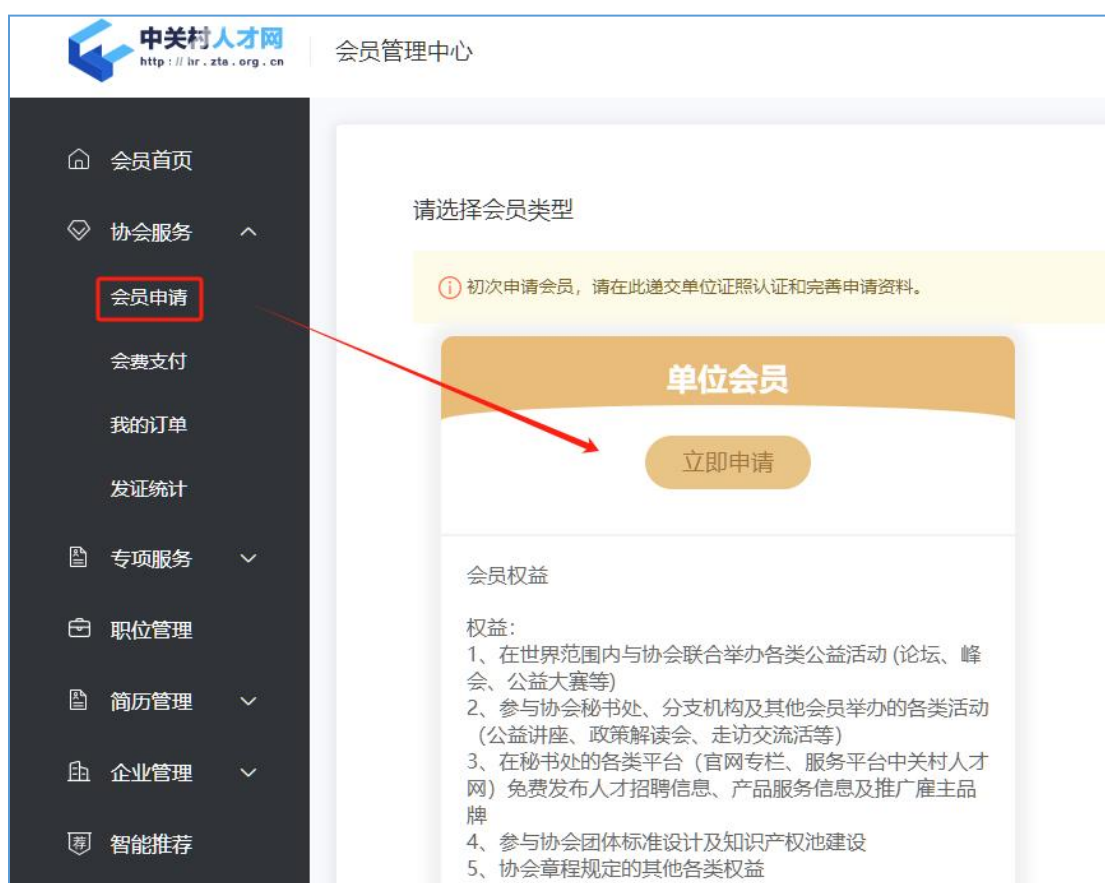 中关村人才网
http://hr.zta.org.cn
会员管理中心
会员首页
协会服务
会员申请
会费支付
我的订单
发证统计
专项服务
职位管理
简历管理
企业管理
荐 智能推荐
请选择会员类型
初次申请会员，请在此递交单位证照认证和完善申请资料。
单位会员
立即申请
会员权益
权益：
1、在世界范围内与协会联合举办各类公益活动 (论坛、峰
会、公益大赛等)
2、参与协会秘书处、分支机构及其他会员举办的各类活动
（公益讲座、政策解读会、走访交流活等）
3、在秘书处的各类平台（官网专栏、服务平台中关村人才
网）免费发布人才招聘信息、产品服务信息及推广雇主品
牌
4、参与协会团体标准设计及知识产权池建设
5、协会章程规定的其他各类权益